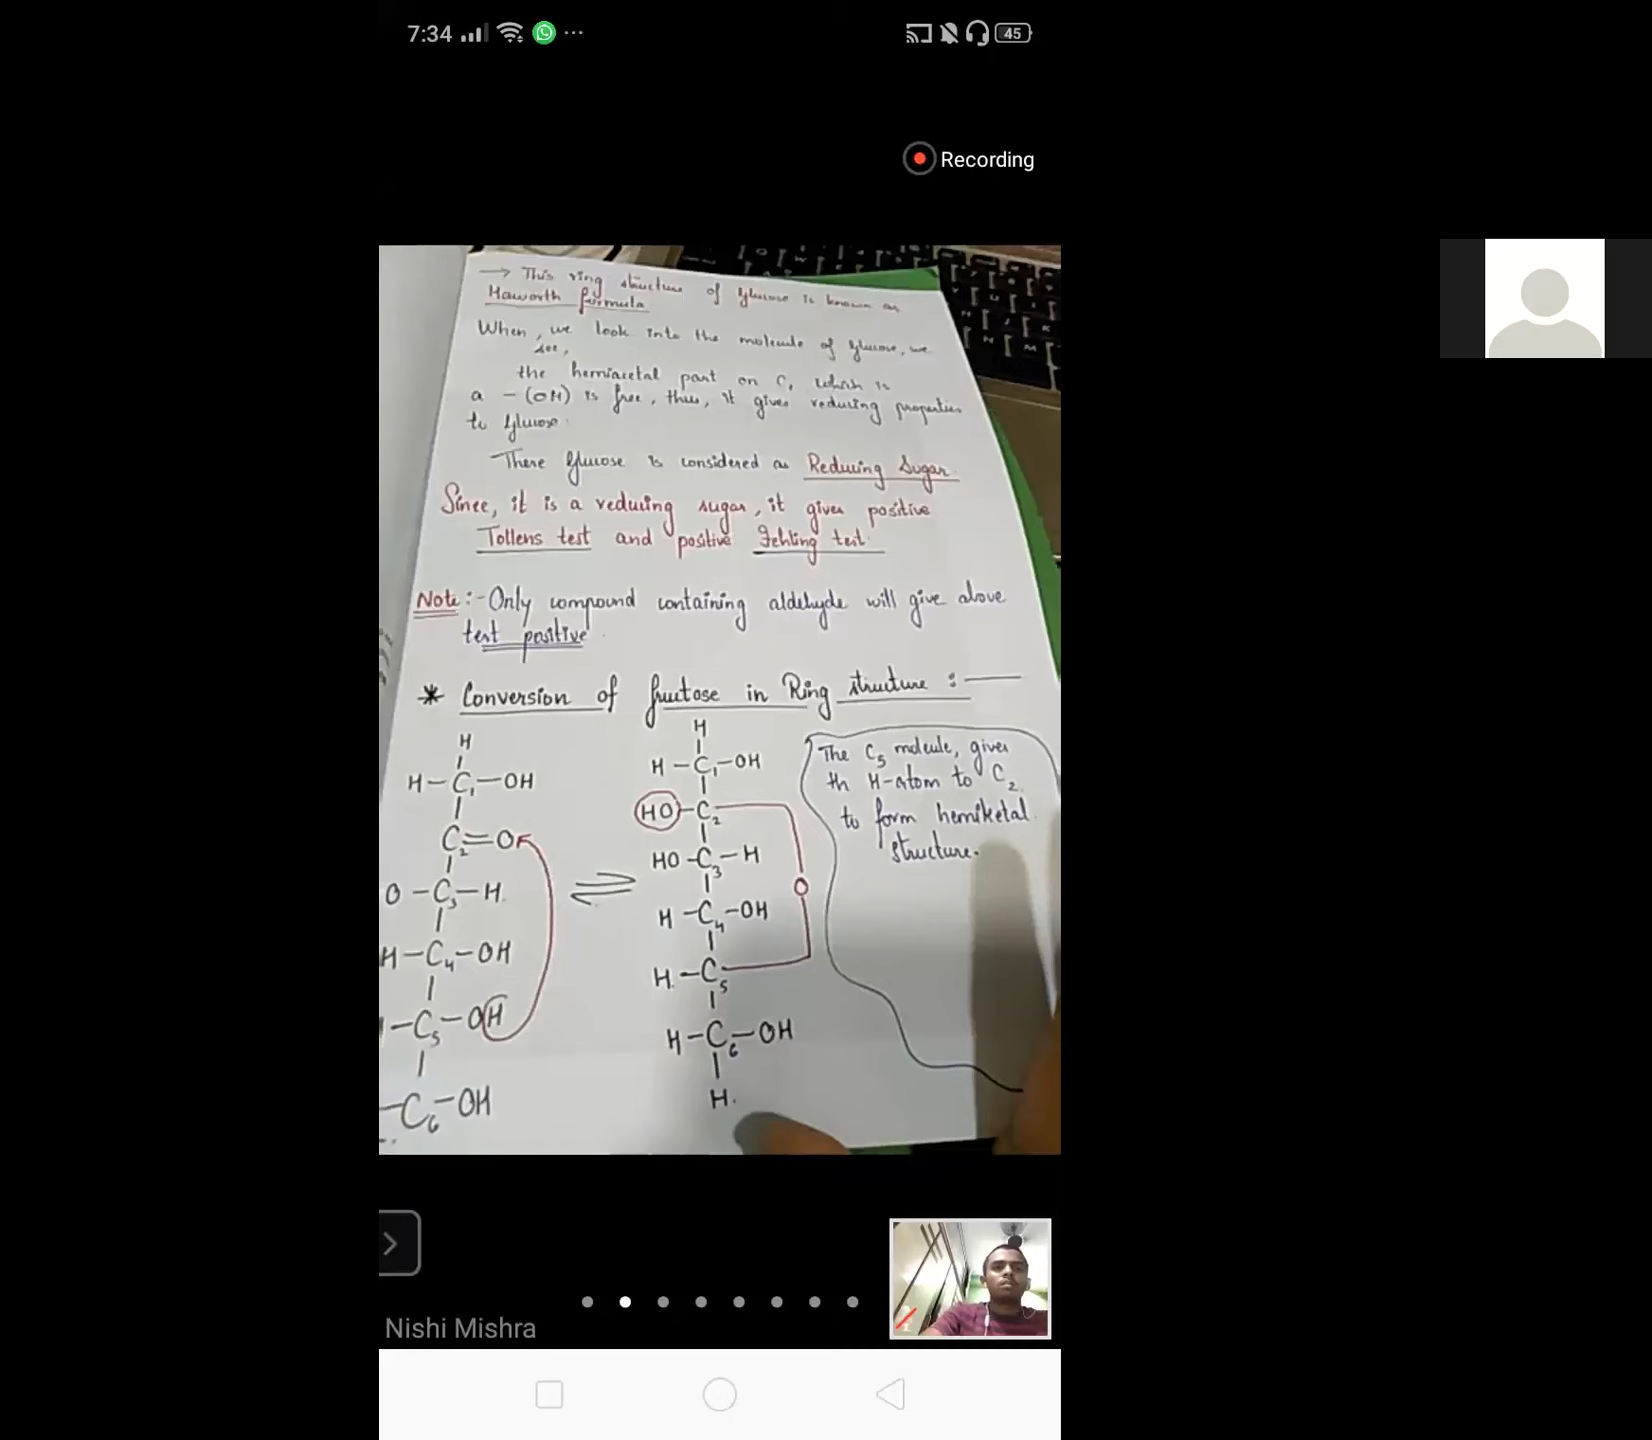 7:34
45
Recording
→ This ring structure of glucose is known as
Haworth formula
When, we look into the molecule of glucose, we
see,
the hemiacetal part on C1 which is
a -(OH) is free, thus, it gives reducing properties
to glucose.
There glucose is considered as Reducing Sugar.
Since, it is a reducing sugar, it gives positive
Tollens test and positive Fehling test.
Note:- Only compound containing aldehyde will give above
test positive.
* Conversion of fructose in Ring structure :—
H
H-C1-OH
C2=O
O-C3-H.
H-C4-OH
-C5-OH
-C6-OH
H
H-C1-OH
HO-C2
HO-C3-H
O
H-C4-OH
H-C5
H-C6-OH
H.
The C5 molcule, gives
th H-atom to C2
to form hemiketal
structure.
Nishi Mishra